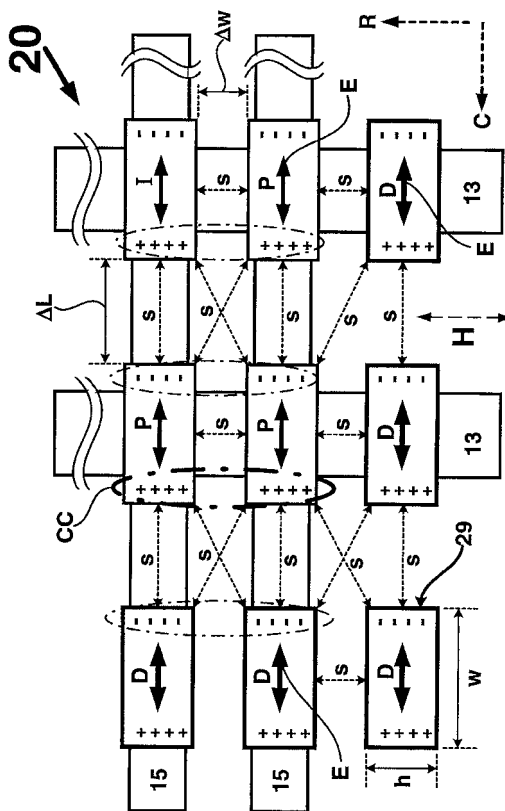 20
ΔW
R
C
E
- - - -
I
+ + + +
s
- - - -
P
+ + + +
s
- - - -
D
+ + + +
E
13
ΔL
s
s
s
s
s
H
- - - -
P
+ + + +
s
- - - -
P
+ + + +
s
- - - -
D
+ + + +
13
CC
s
s
s
s
s
29
- - - -
D
+ + + +
- - - -
D
+ + + +
s
- - - -
D
+ + + +
w
E
15
15
h